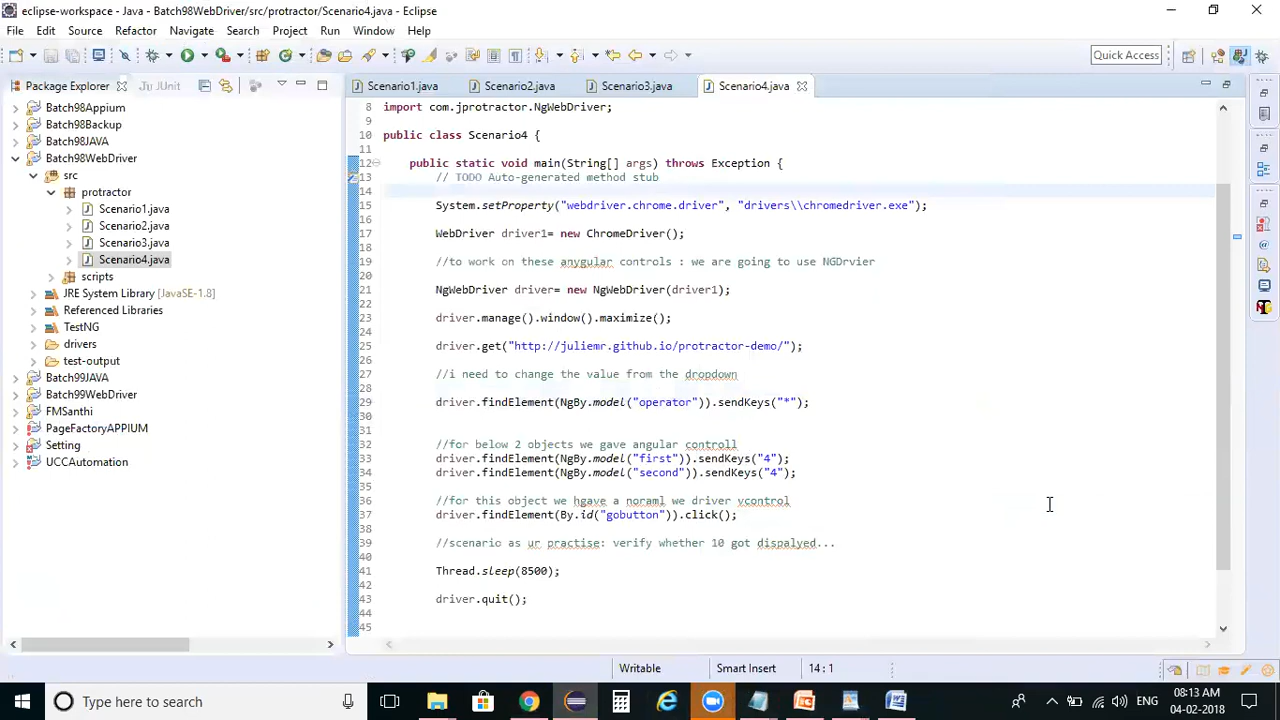 eclipse-workspace - Java - Batch98WebDriver/src/protractor/Scenario4.java - Eclipse
File Edit Source Refactor Navigate Search Project Run Window Help
Quick Access
Package Explorer
JUnit
Scenario1.java Scenario2.java Scenario3.java Scenario4.java
Batch98Appium
Batch98Backup
Batch98JAVA
Batch98WebDriver
src
protractor
Scenario1.java
Scenario2.java
Scenario3.java
Scenario4.java
scripts
JRE System Library [JavaSE-1.8]
Referenced Libraries
TestNG
drivers
test-output
Batch99JAVA
Batch99WebDriver
FMSanthi
PageFactoryAPPIUM
Setting
UCCAutomation
8 import com.jprotractor.NgWebDriver;
9
10 public class Scenario4 {
11
12 public static void main(String[] args) throws Exception {
13 // TODO Auto-generated method stub
14
15 System.setProperty("webdriver.chrome.driver", "drivers\\chromedriver.exe");
16
17 WebDriver driver1= new ChromeDriver();
18
19 //to work on these anygular controls : we are going to use NGDrvier
20
21 NgWebDriver driver= new NgWebDriver(driver1);
22
23 driver.manage().window().maximize();
24
25 driver.get("http://juliemr.github.io/protractor-demo/");
26
27 //i need to change the value from the dropdown
28
29 driver.findElement(NgBy.model("operator")).sendKeys("*");
30
31
32 //for below 2 objects we gave angular controll
33 driver.findElement(NgBy.model("first")).sendKeys("4");
34 driver.findElement(NgBy.model("second")).sendKeys("4");
35
36 //for this object we hgave a noraml we driver vcontrol
37 driver.findElement(By.id("gobutton")).click();
38
39 //scenario as ur practise: verify whether 10 got dispalyed...
40
41 Thread.sleep(8500);
42
43 driver.quit();
44
45
Writable Smart Insert 14 : 1
Type here to search
ENG
08:13 AM
04-02-2018